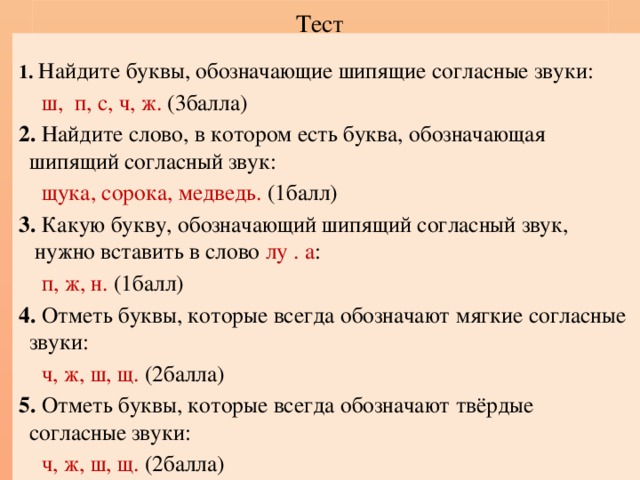 Тест
1. Найдите буквы, обозначающие шипящие согласные звуки:
ш, п, с, ч, ж. (3балла)
2. Найдите слово, в котором есть буква, обозначающая
шипящий согласный звук:
щука, сорока, медведь. (1балл)
3. Какую букву, обозначающий шипящий согласный звук,
нужно вставить в слово лу . а:
п, ж, н. (1балл)
4. Отметь буквы, которые всегда обозначают мягкие согласные
звуки:
ч, ж, ш, щ. (2балла)
5. Отметь буквы, которые всегда обозначают твёрдые
согласные звуки:
ч, ж, ш, щ. (2балла)